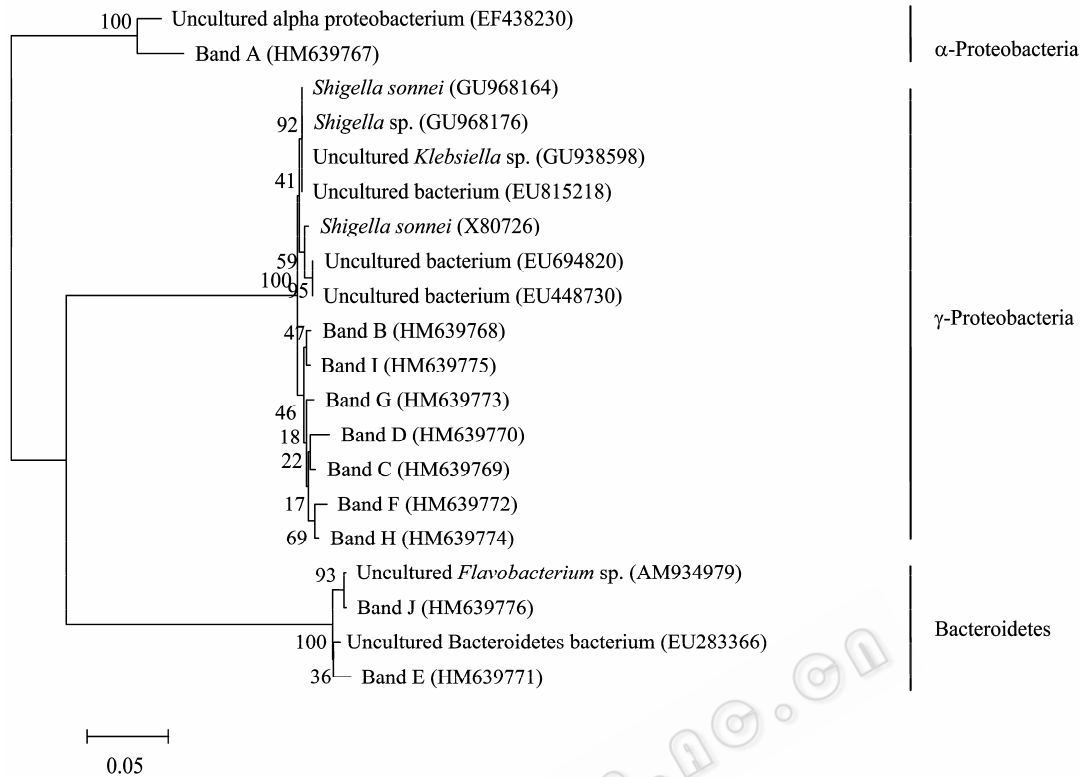 100
Uncultured alpha proteobacterium (EF438230)
Band A (HM639767)
α-Proteobacteria
Shigella sonnei (GU968164)
92
Shigella sp. (GU968176)
Uncultured Klebsiella sp. (GU938598)
41
Uncultured bacterium (EU815218)
Shigella sonnei (X80726)
59
Uncultured bacterium (EU694820)
100
95
Uncultured bacterium (EU448730)
γ-Proteobacteria
47
Band B (HM639768)
Band I (HM639775)
Band G (HM639773)
46
18
Band D (HM639770)
22
Band C (HM639769)
17
Band F (HM639772)
69
Band H (HM639774)
93
Uncultured Flavobacterium sp. (AM934979)
Band J (HM639776)
Bacteroidetes
100
Uncultured Bacteroidetes bacterium (EU283366)
36
Band E (HM639771)
0.05